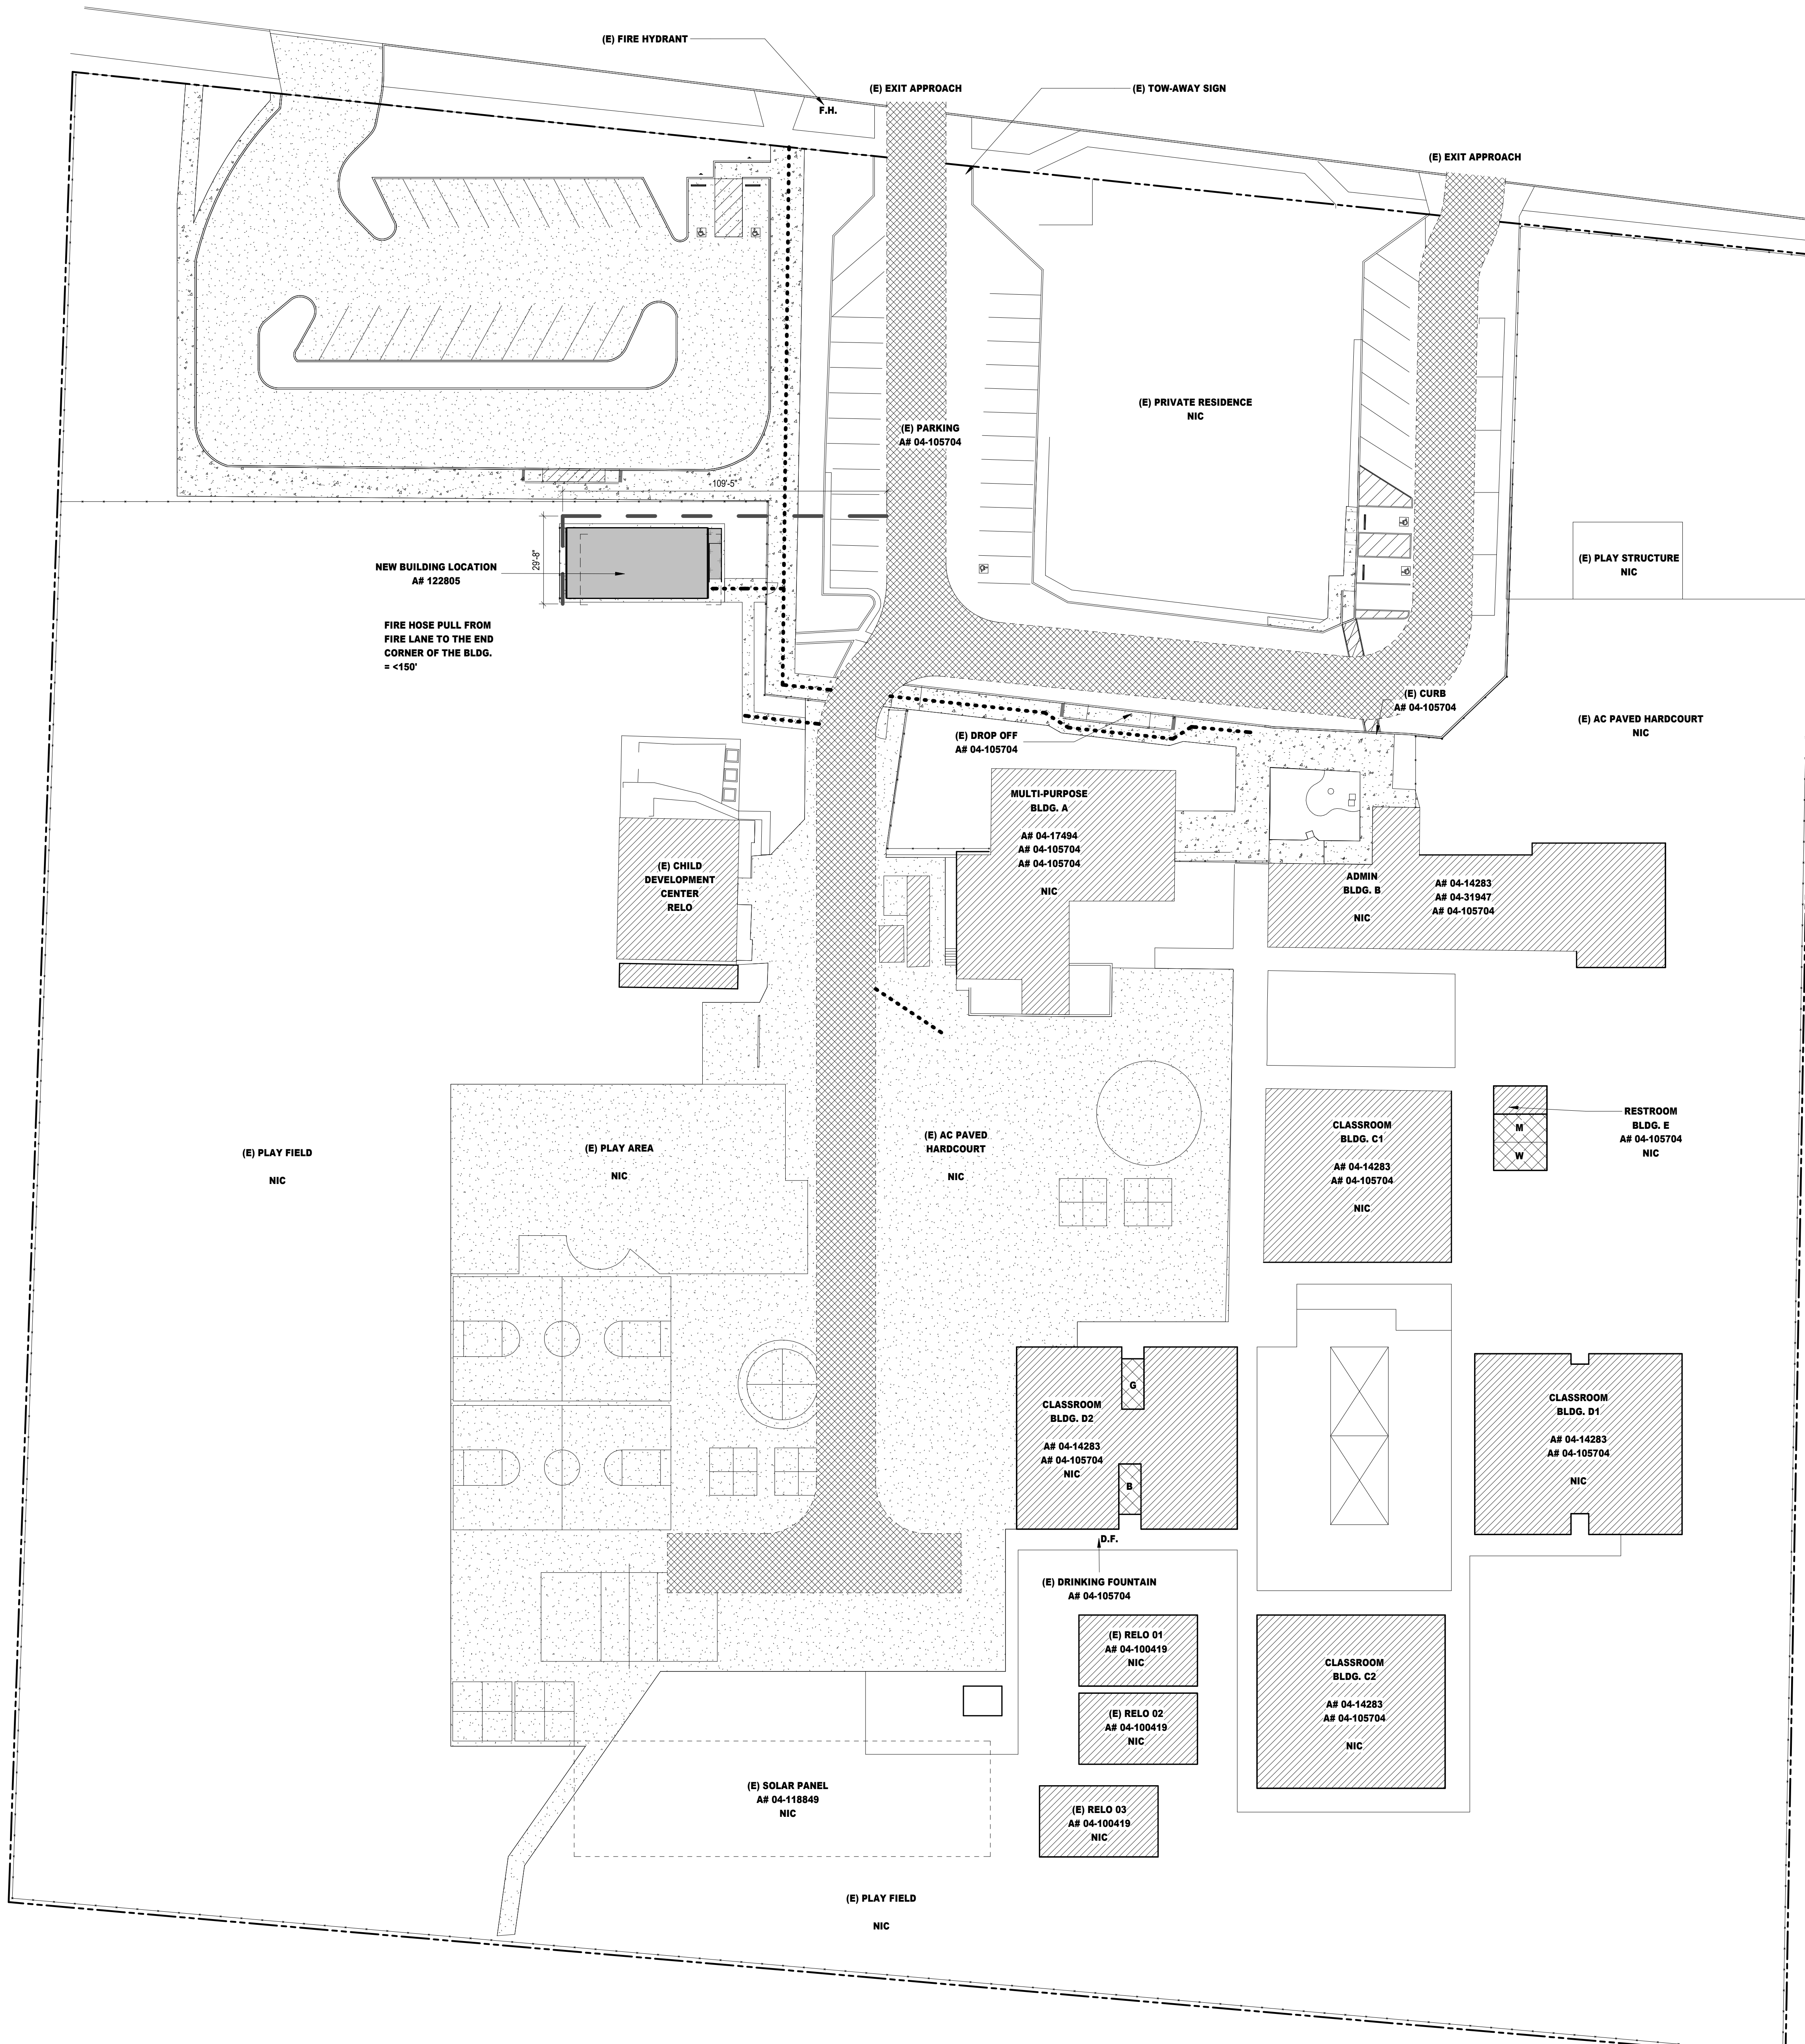 (E) FIRE HYDRANT
F.H.
(E) EXIT APPROACH
(E) TOW-AWAY SIGN
(E) EXIT APPROACH
(E) PRIVATE RESIDENCE
NIC
(E) PARKING
A# 04-105704
109'-5"
29'-8"
NEW BUILDING LOCATION
A# 122805
FIRE HOSE PULL FROM
FIRE LANE TO THE END
CORNER OF THE BLDG.
= <150'
(E) PLAY STRUCTURE
NIC
(E) CURB
A# 04-105704
(E) AC PAVED HARDCOURT
NIC
(E) DROP OFF
A# 04-105704
MULTI-PURPOSE
BLDG. A
A# 04-17494
A# 04-105704
A# 04-105704
NIC
(E) CHILD
DEVELOPMENT
CENTER
RELO
ADMIN
BLDG. B
NIC
A# 04-14283
A# 04-31947
A# 04-105704
(E) PLAY FIELD
NIC
(E) PLAY AREA
NIC
(E) AC PAVED
HARDCOURT
NIC
CLASSROOM
BLDG. C1
A# 04-14283
A# 04-105704
NIC
M
W
RESTROOM
BLDG. E
A# 04-105704
NIC
G
CLASSROOM
BLDG. D2
A# 04-14283
A# 04-105704
NIC
B
CLASSROOM
BLDG. D1
A# 04-14283
A# 04-105704
NIC
D.F.
(E) DRINKING FOUNTAIN
A# 04-105704
(E) RELO 01
A# 04-100419
NIC
(E) RELO 02
A# 04-100419
NIC
(E) RELO 03
A# 04-100419
NIC
CLASSROOM
BLDG. C2
A# 04-14283
A# 04-105704
NIC
(E) SOLAR PANEL
A# 04-118849
NIC
(E) PLAY FIELD
NIC